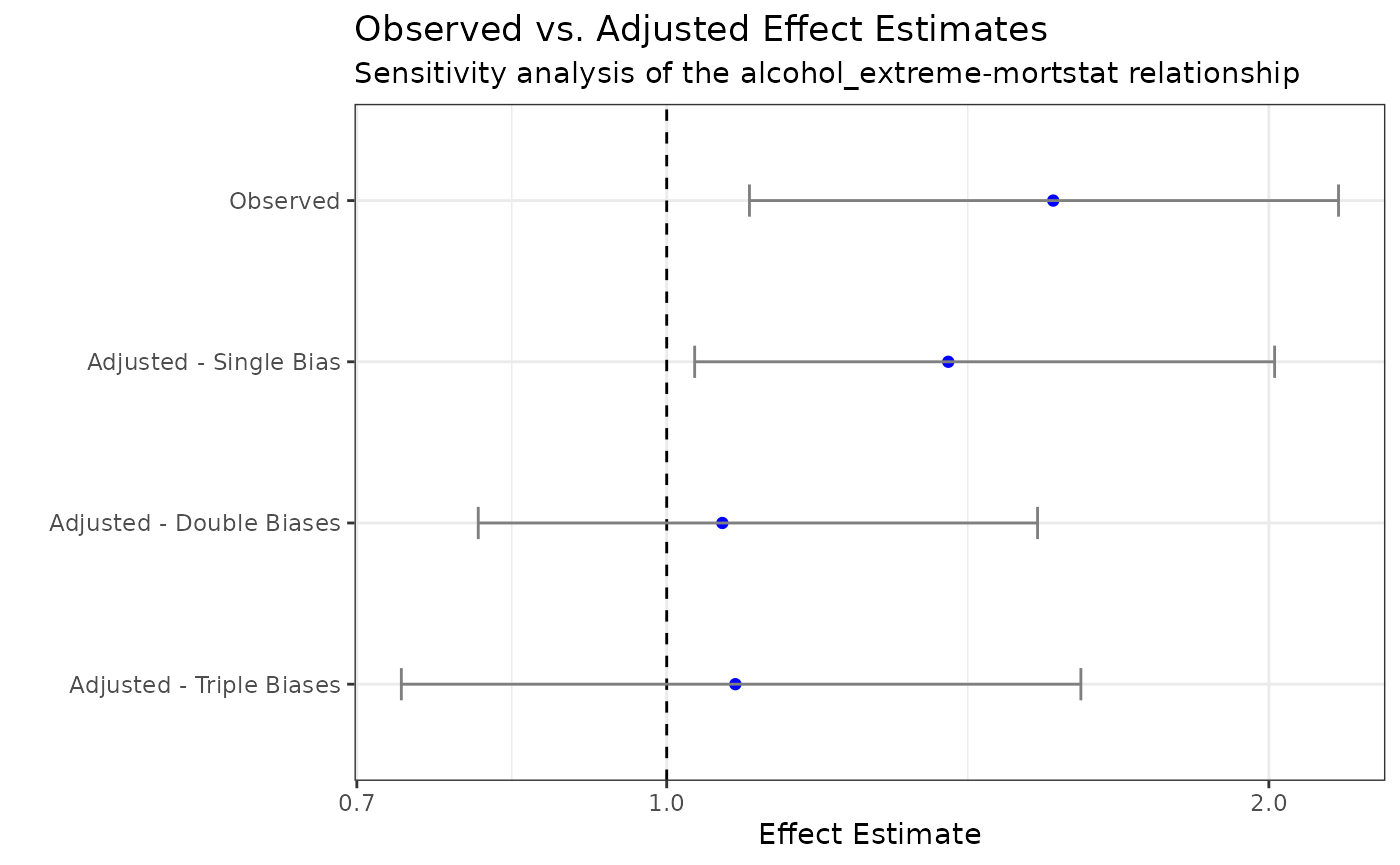 Observed vs. Adjusted Effect Estimates
Sensitivity analysis of the alcohol_extreme-mortstat relationship
Observed
Adjusted - Single Bias
Adjusted - Double Biases
Adjusted - Triple Biases
0.7 1.0 2.0
Effect Estimate